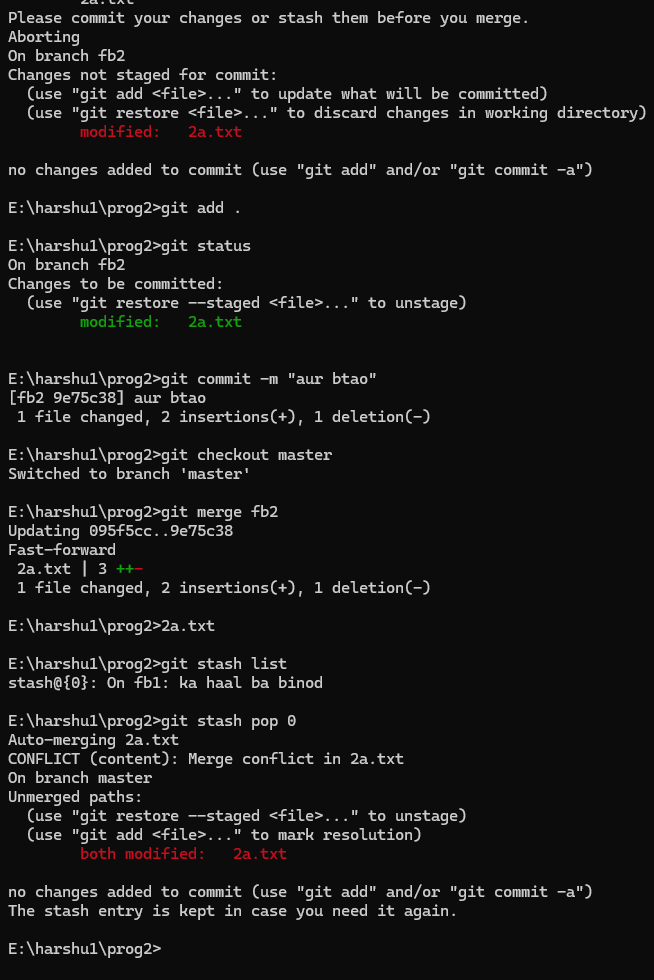 2a.txt
Please commit your changes or stash them before you merge.
Aborting
On branch fb2
Changes not staged for commit:
  (use "git add <file>..." to update what will be committed)
  (use "git restore <file>..." to discard changes in working directory)
        modified:   2a.txt

no changes added to commit (use "git add" and/or "git commit -a")

E:\harshu1\prog2>git add .

E:\harshu1\prog2>git status
On branch fb2
Changes to be committed:
  (use "git restore --staged <file>..." to unstage)
        modified:   2a.txt


E:\harshu1\prog2>git commit -m "aur btao"
[fb2 9e75c38] aur btao
 1 file changed, 2 insertions(+), 1 deletion(-)

E:\harshu1\prog2>git checkout master
Switched to branch 'master'

E:\harshu1\prog2>git merge fb2
Updating 095f5cc..9e75c38
Fast-forward
 2a.txt | 3 ++-
 1 file changed, 2 insertions(+), 1 deletion(-)

E:\harshu1\prog2>2a.txt

E:\harshu1\prog2>git stash list
stash@{0}: On fb1: ka haal ba binod

E:\harshu1\prog2>git stash pop 0
Auto-merging 2a.txt
CONFLICT (content): Merge conflict in 2a.txt
On branch master
Unmerged paths:
  (use "git restore --staged <file>..." to unstage)
  (use "git add <file>..." to mark resolution)
        both modified:   2a.txt

no changes added to commit (use "git add" and/or "git commit -a")
The stash entry is kept in case you need it again.

E:\harshu1\prog2>